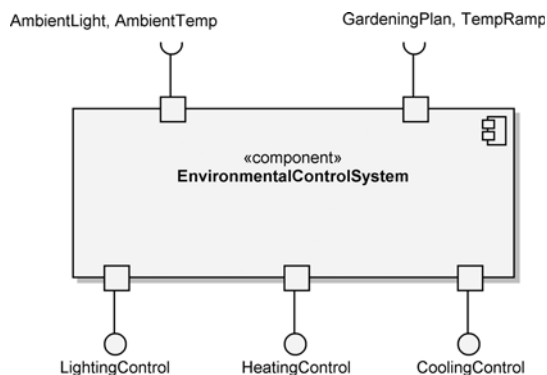 AmbientLight, AmbientTemp
GardeningPlan, TempRamp
«component»
EnvironmentalControlSystem
LightingControl
HeatingControl
CoolingControl